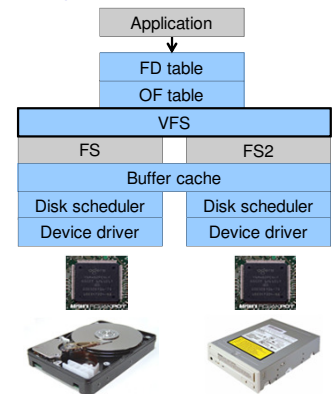 Application
FD table
OF table
VFS
FS FS2
Buffer cache
Disk scheduler Disk scheduler
Device driver Device driver